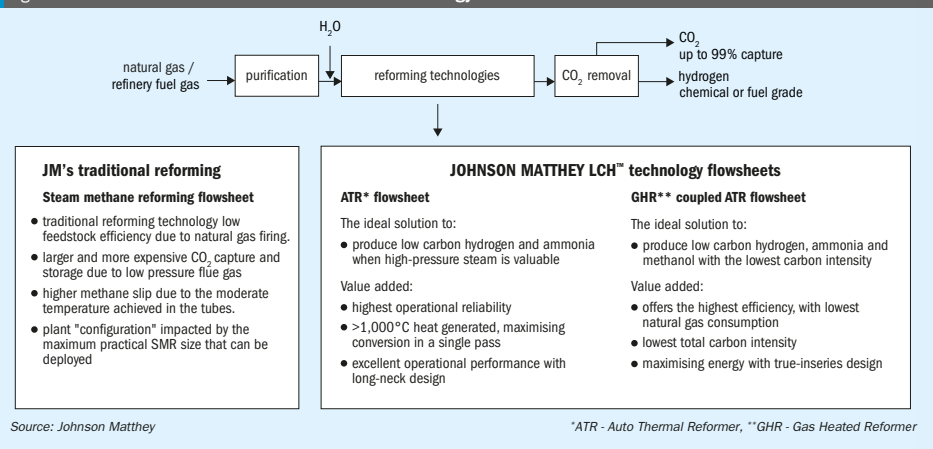 H₂O
CO₂
up to 99% capture
natural gas /
refinery fuel gas
purification
reforming technologies
CO₂ removal
hydrogen
chemical or fuel grade
JM's traditional reforming
Steam methane reforming flowsheet
• traditional reforming technology low
feedstock efficiency due to natural gas firing.
• larger and more expensive CO₂ capture and
storage due to low pressure flue gas
• higher methane slip due to the moderate
temperature achieved in the tubes.
• plant "configuration" impacted by the
maximum practical SMR size that can be
deployed
JOHNSON MATTHEY LCH™ technology flowsheets
ATR* flowsheet
The ideal solution to:
• produce low carbon hydrogen and ammonia
when high-pressure steam is valuable
Value added:
• highest operational reliability
• >1,000°C heat generated, maximising
conversion in a single pass
• excellent operational performance with
long-neck design
GHR** coupled ATR flowsheet
The ideal solution to:
• produce low carbon hydrogen, ammonia and
methanol with the lowest carbon intensity
Value added:
• offers the highest efficiency, with lowest
natural gas consumption
• lowest total carbon intensity
• maximising energy with true-inseries design
Source: Johnson Matthey
*ATR - Auto Thermal Reformer, **GHR - Gas Heated Reformer